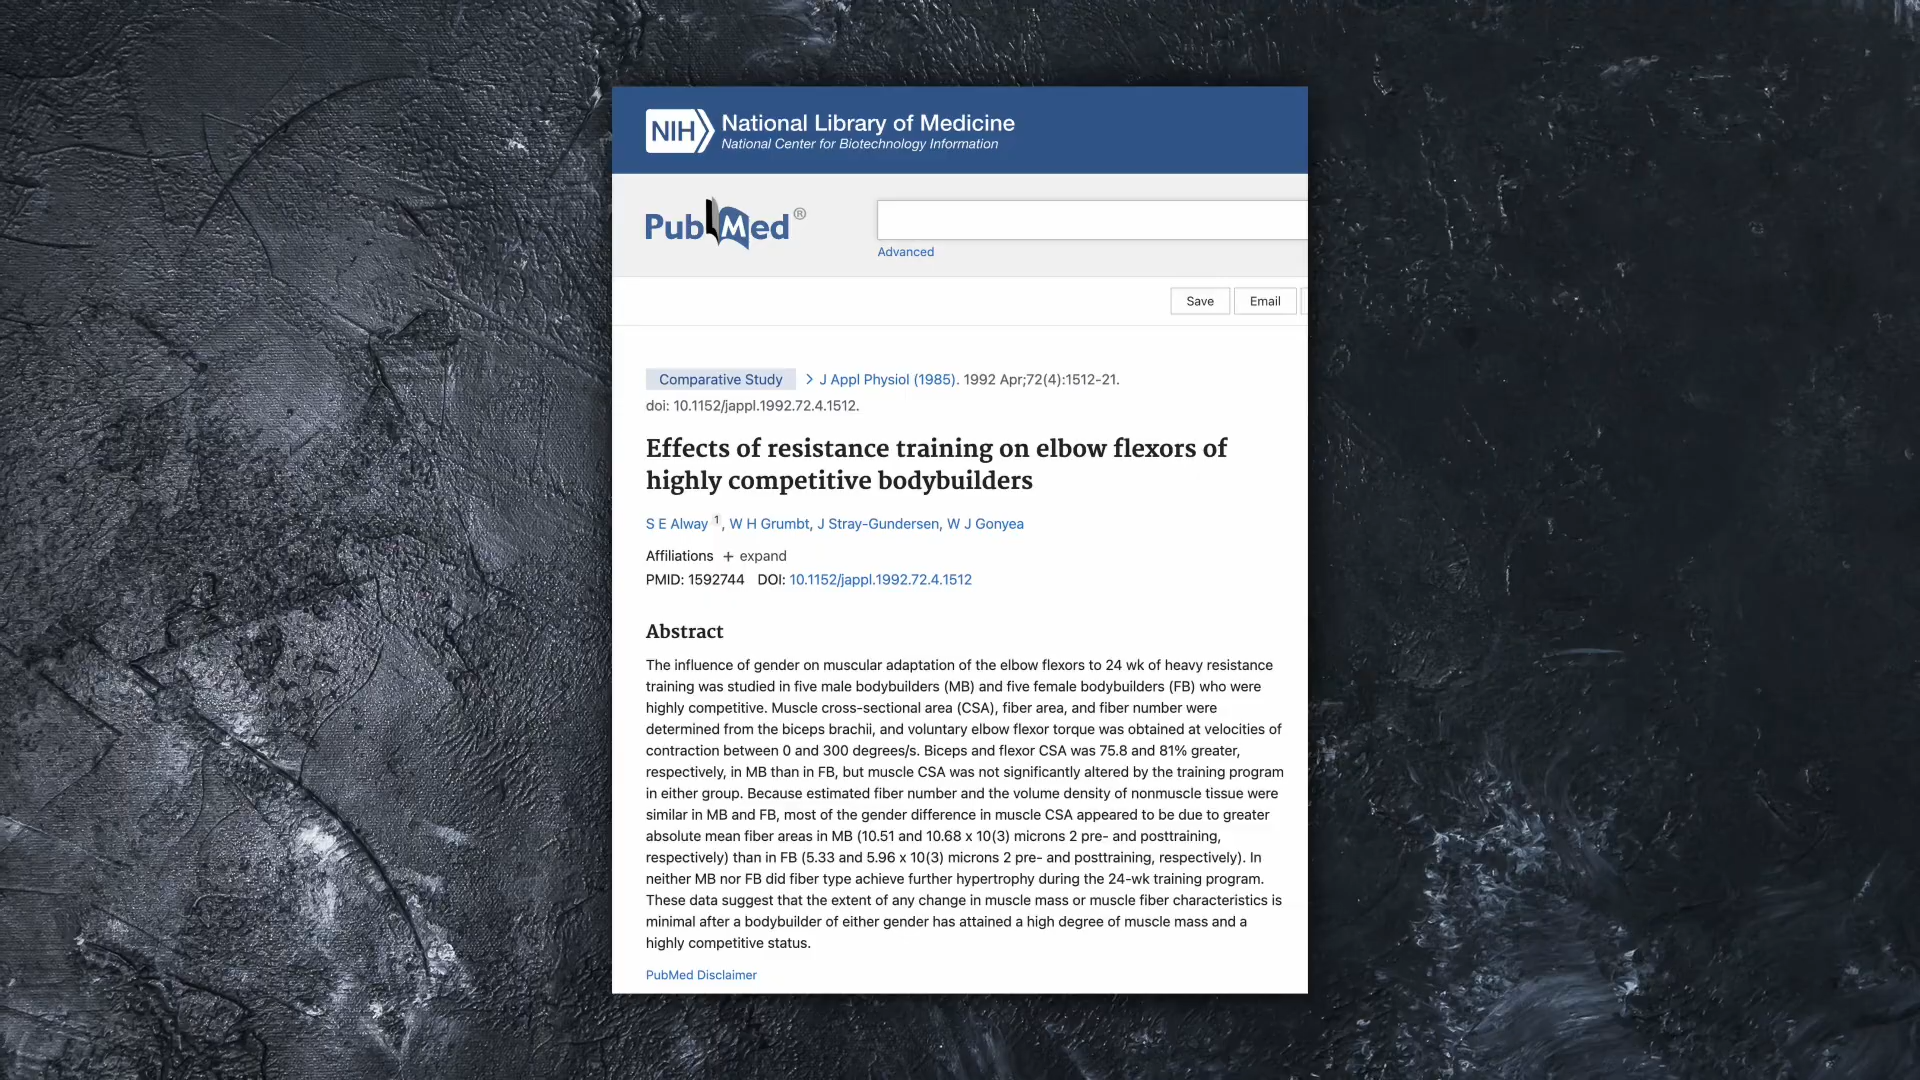 NIH National Library of Medicine
National Center for Biotechnology Information
PubMed®
Advanced
Save Email
Comparative Study > J Appl Physiol (1985). 1992 Apr;72(4):1512-21.
doi: 10.1152/jappl.1992.72.4.1512.
Effects of resistance training on elbow flexors of
highly competitive bodybuilders
S E Alway 1, W H Grumbt, J Stray-Gundersen, W J Gonyea
Affiliations + expand
PMID: 1592744 DOI: 10.1152/jappl.1992.72.4.1512
Abstract
The influence of gender on muscular adaptation of the elbow flexors to 24 wk of heavy resistance
training was studied in five male bodybuilders (MB) and five female bodybuilders (FB) who were
highly competitive. Muscle cross-sectional area (CSA), fiber area, and fiber number were
determined from the biceps brachii, and voluntary elbow flexor torque was obtained at velocities of
contraction between 0 and 300 degrees/s. Biceps and flexor CSA was 75.8 and 81% greater,
respectively, in MB than in FB, but muscle CSA was not significantly altered by the training program
in either group. Because estimated fiber number and the volume density of nonmuscle tissue were
similar in MB and FB, most of the gender difference in muscle CSA appeared to be due to greater
absolute mean fiber areas in MB (10.51 and 10.68 x 10(3) microns 2 pre- and posttraining,
respectively) than in FB (5.33 and 5.96 x 10(3) microns 2 pre- and posttraining, respectively). In
neither MB nor FB did fiber type achieve further hypertrophy during the 24-wk training program.
These data suggest that the extent of any change in muscle mass or muscle fiber characteristics is
minimal after a bodybuilder of either gender has attained a high degree of muscle mass and a
highly competitive status.
PubMed Disclaimer